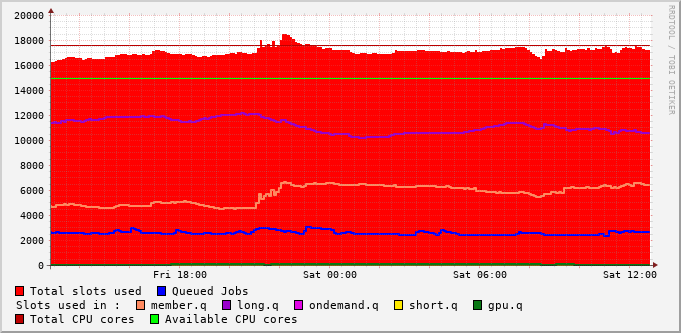 20000
18000
16000
14000
12000
10000
8000
6000
4000
2000
0
Fri 18:00 Sat 00:00 Sat 06:00 Sat 12:00
RRDTOOL / TOBI OETIKER
Total slots used Queued Jobs
Slots used in : member.q long.q ondemand.q short.q gpu.q
Total CPU cores Available CPU cores